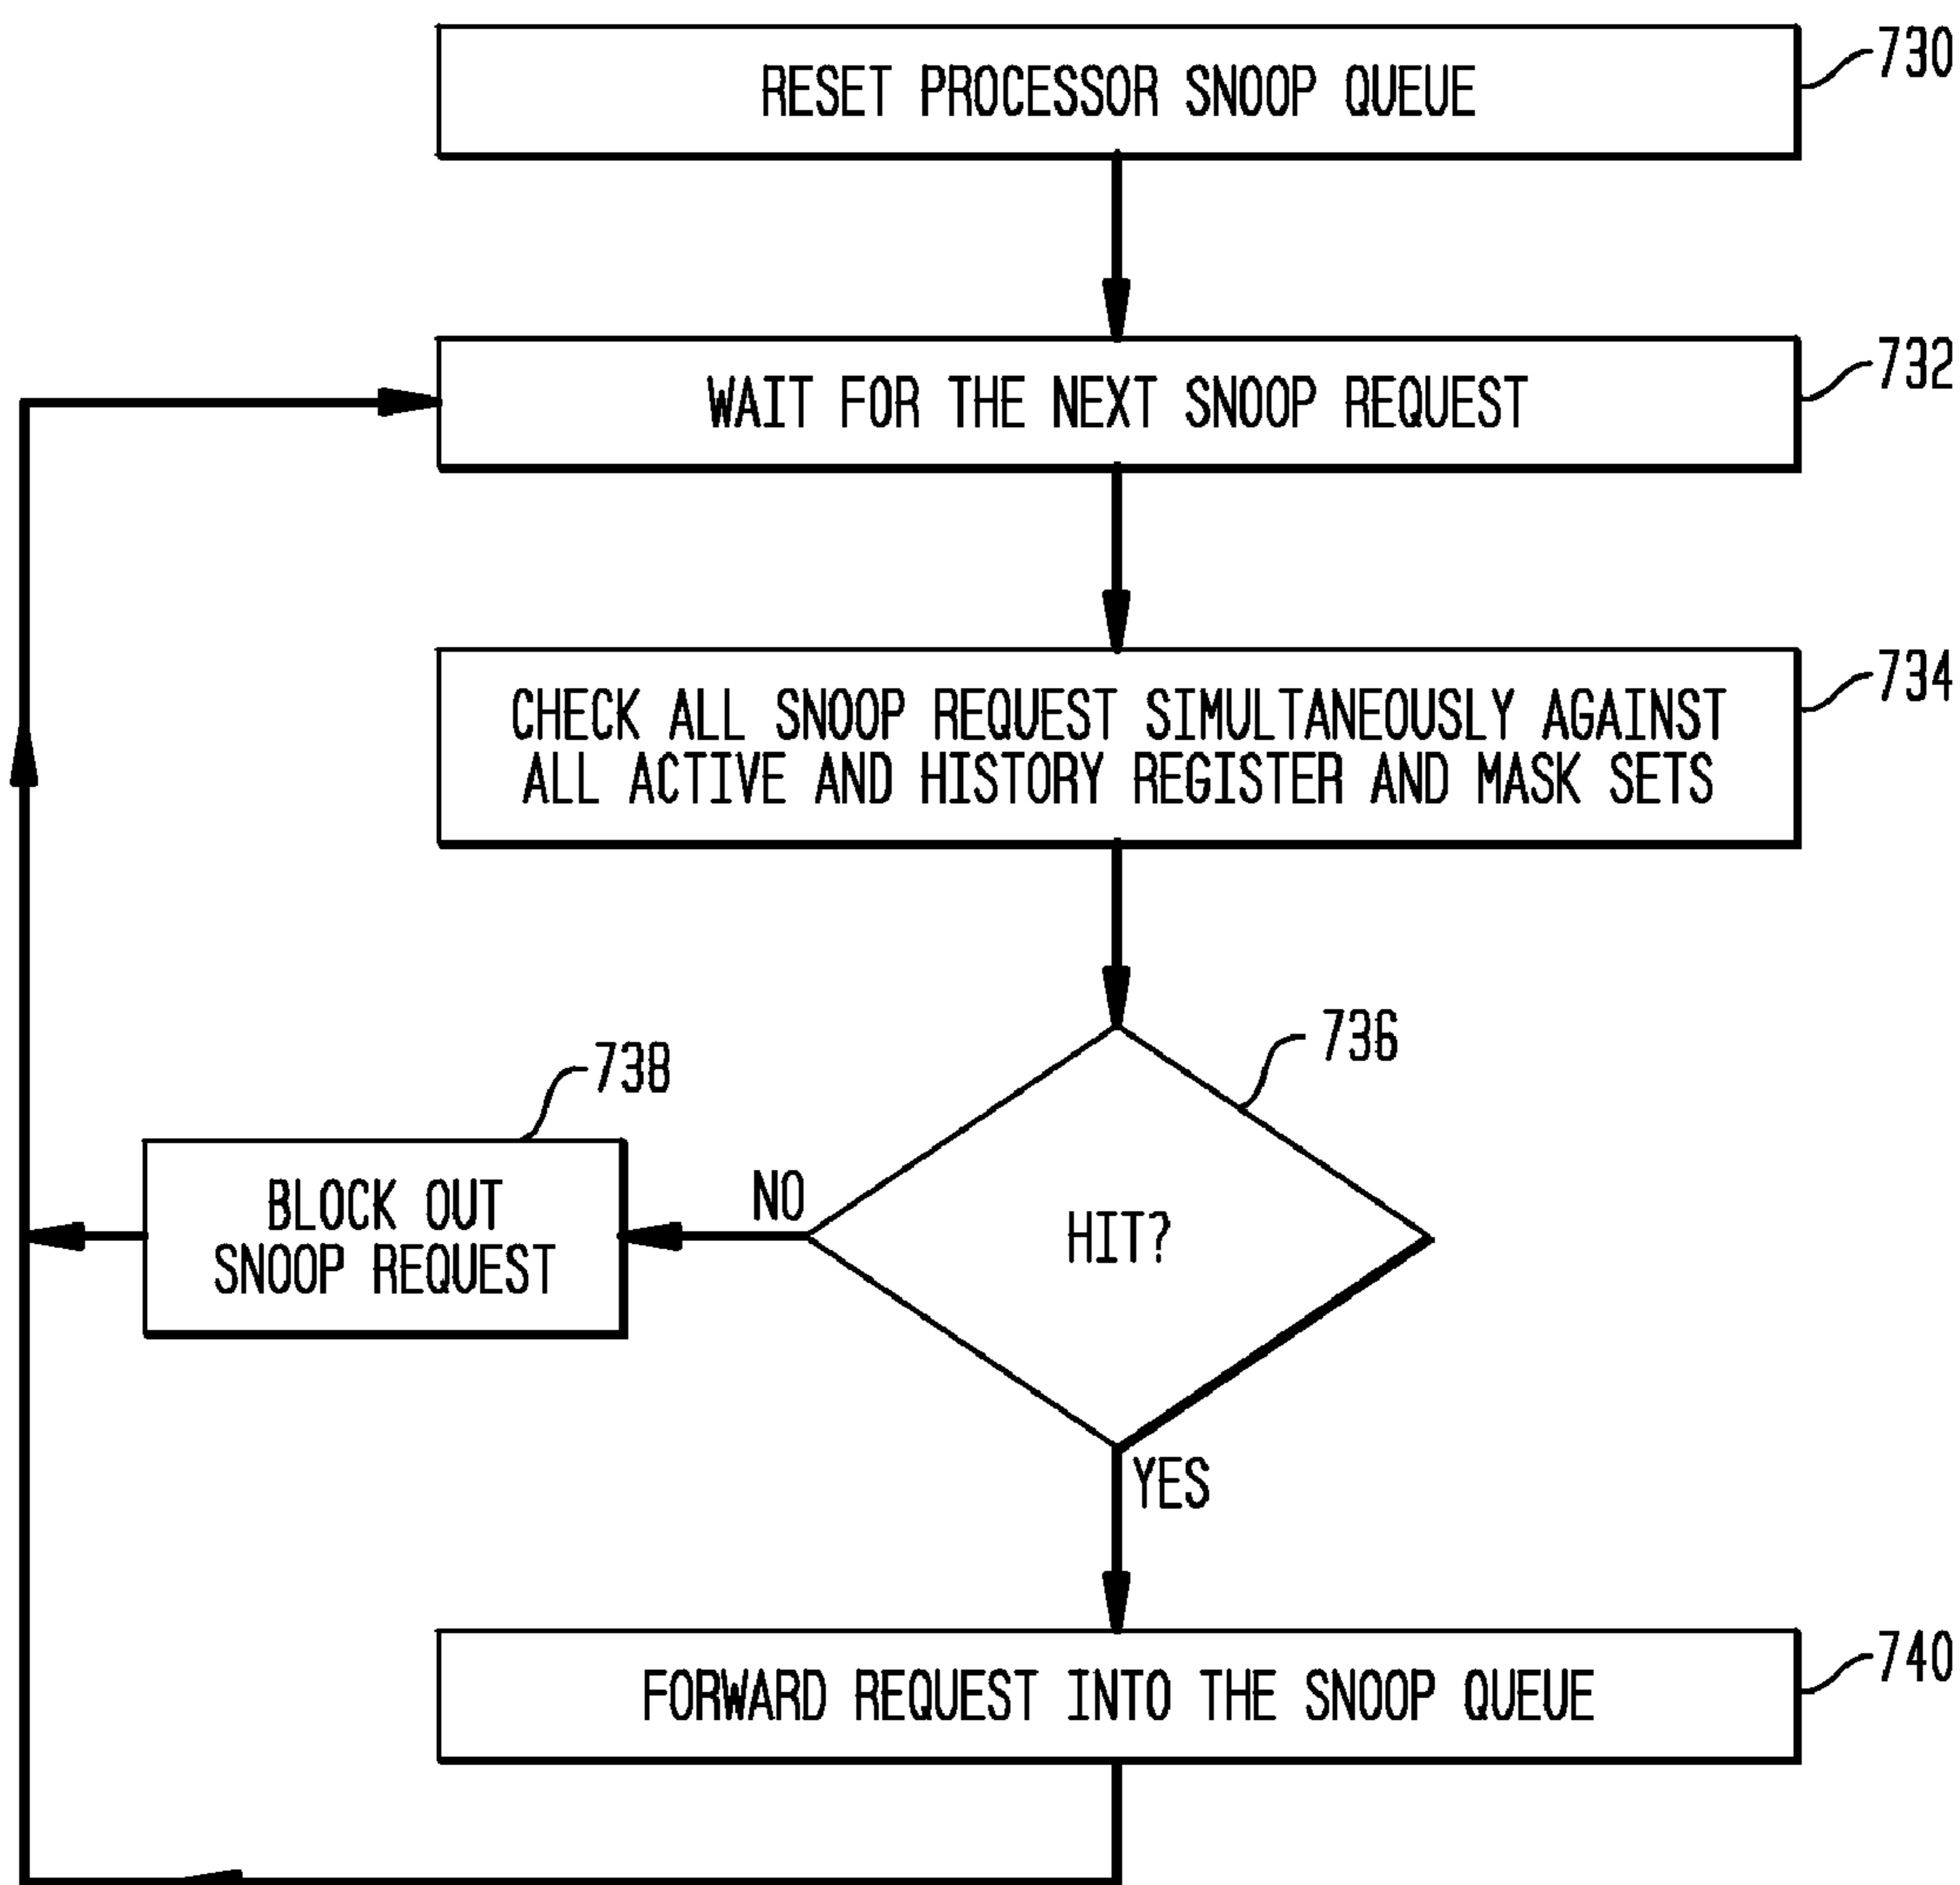 RESET PROCESSOR SNOOP QUEUE
730
WAIT FOR THE NEXT SNOOP REQUEST
732
CHECK ALL SNOOP REQUEST SIMULTANEOUSLY AGAINST
ALL ACTIVE AND HISTORY REGISTER AND MASK SETS
734
736
HIT?
NO
738
BLOCK OUT
SNOOP REQUEST
YES
FORWARD REQUEST INTO THE SNOOP QUEUE
740